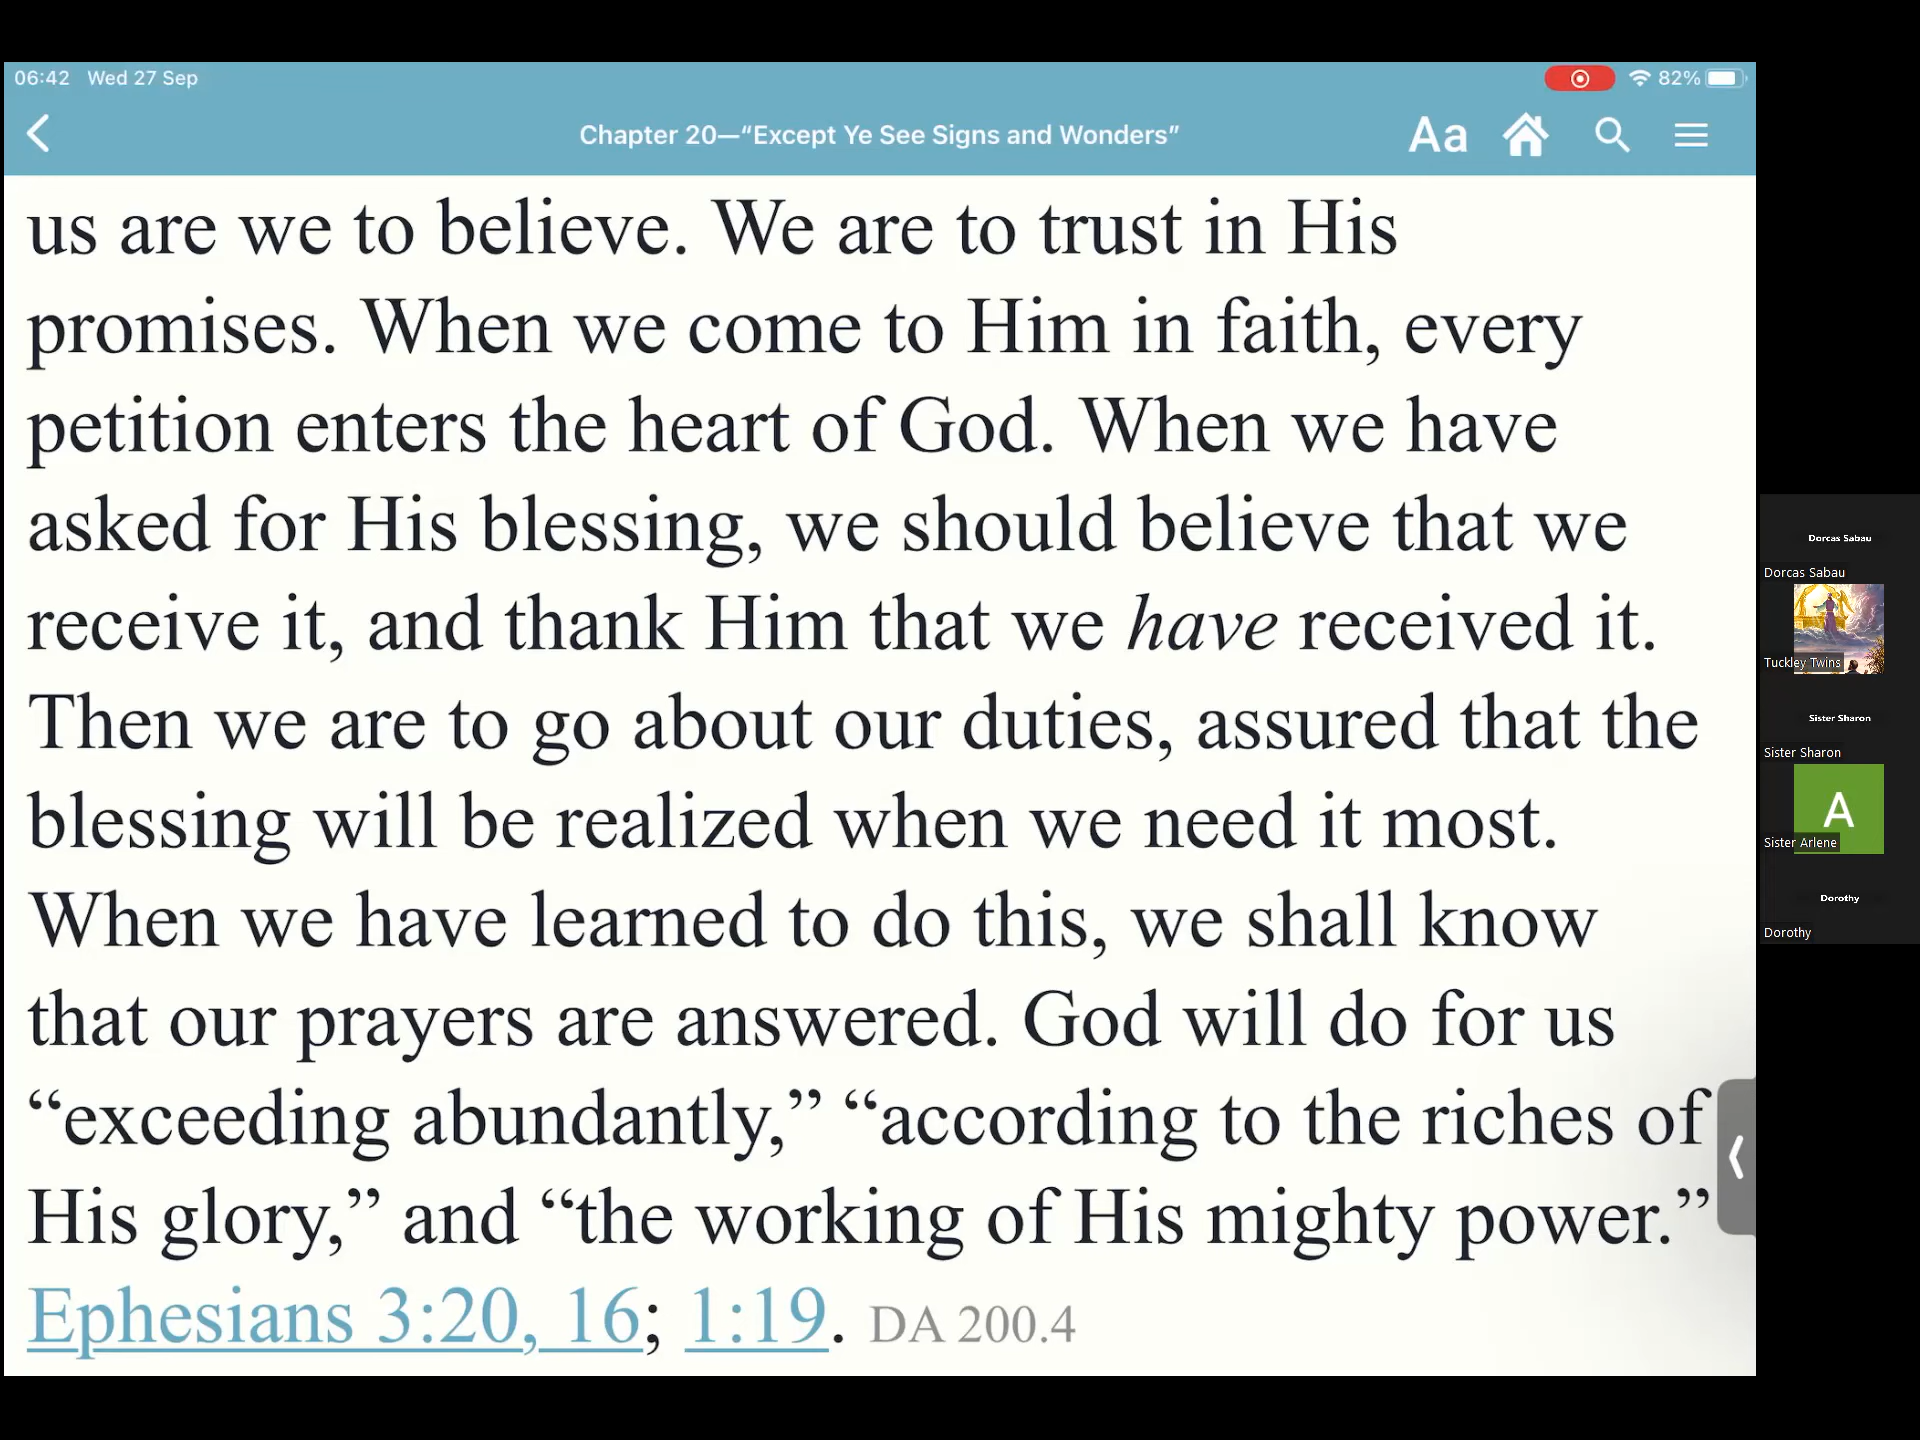 06:42 Wed 27 Sep
82%
Chapter 20—“Except Ye See Signs and Wonders”
Aa
us are we to believe. We are to trust in His
promises. When we come to Him in faith, every
petition enters the heart of God. When we have
asked for His blessing, we should believe that we
receive it, and thank Him that we have received it.
Then we are to go about our duties, assured that the
blessing will be realized when we need it most.
When we have learned to do this, we shall know
that our prayers are answered. God will do for us
“exceeding abundantly,” “according to the riches of
His glory,” and “the working of His mighty power.”
Ephesians 3:20, 16; 1:19. DA 200.4
Dorcas Sabau
Dorcas Sabau
Tuckley Twins
Sister Sharon
Sister Sharon
A
Sister Arlene
Dorothy
Dorothy